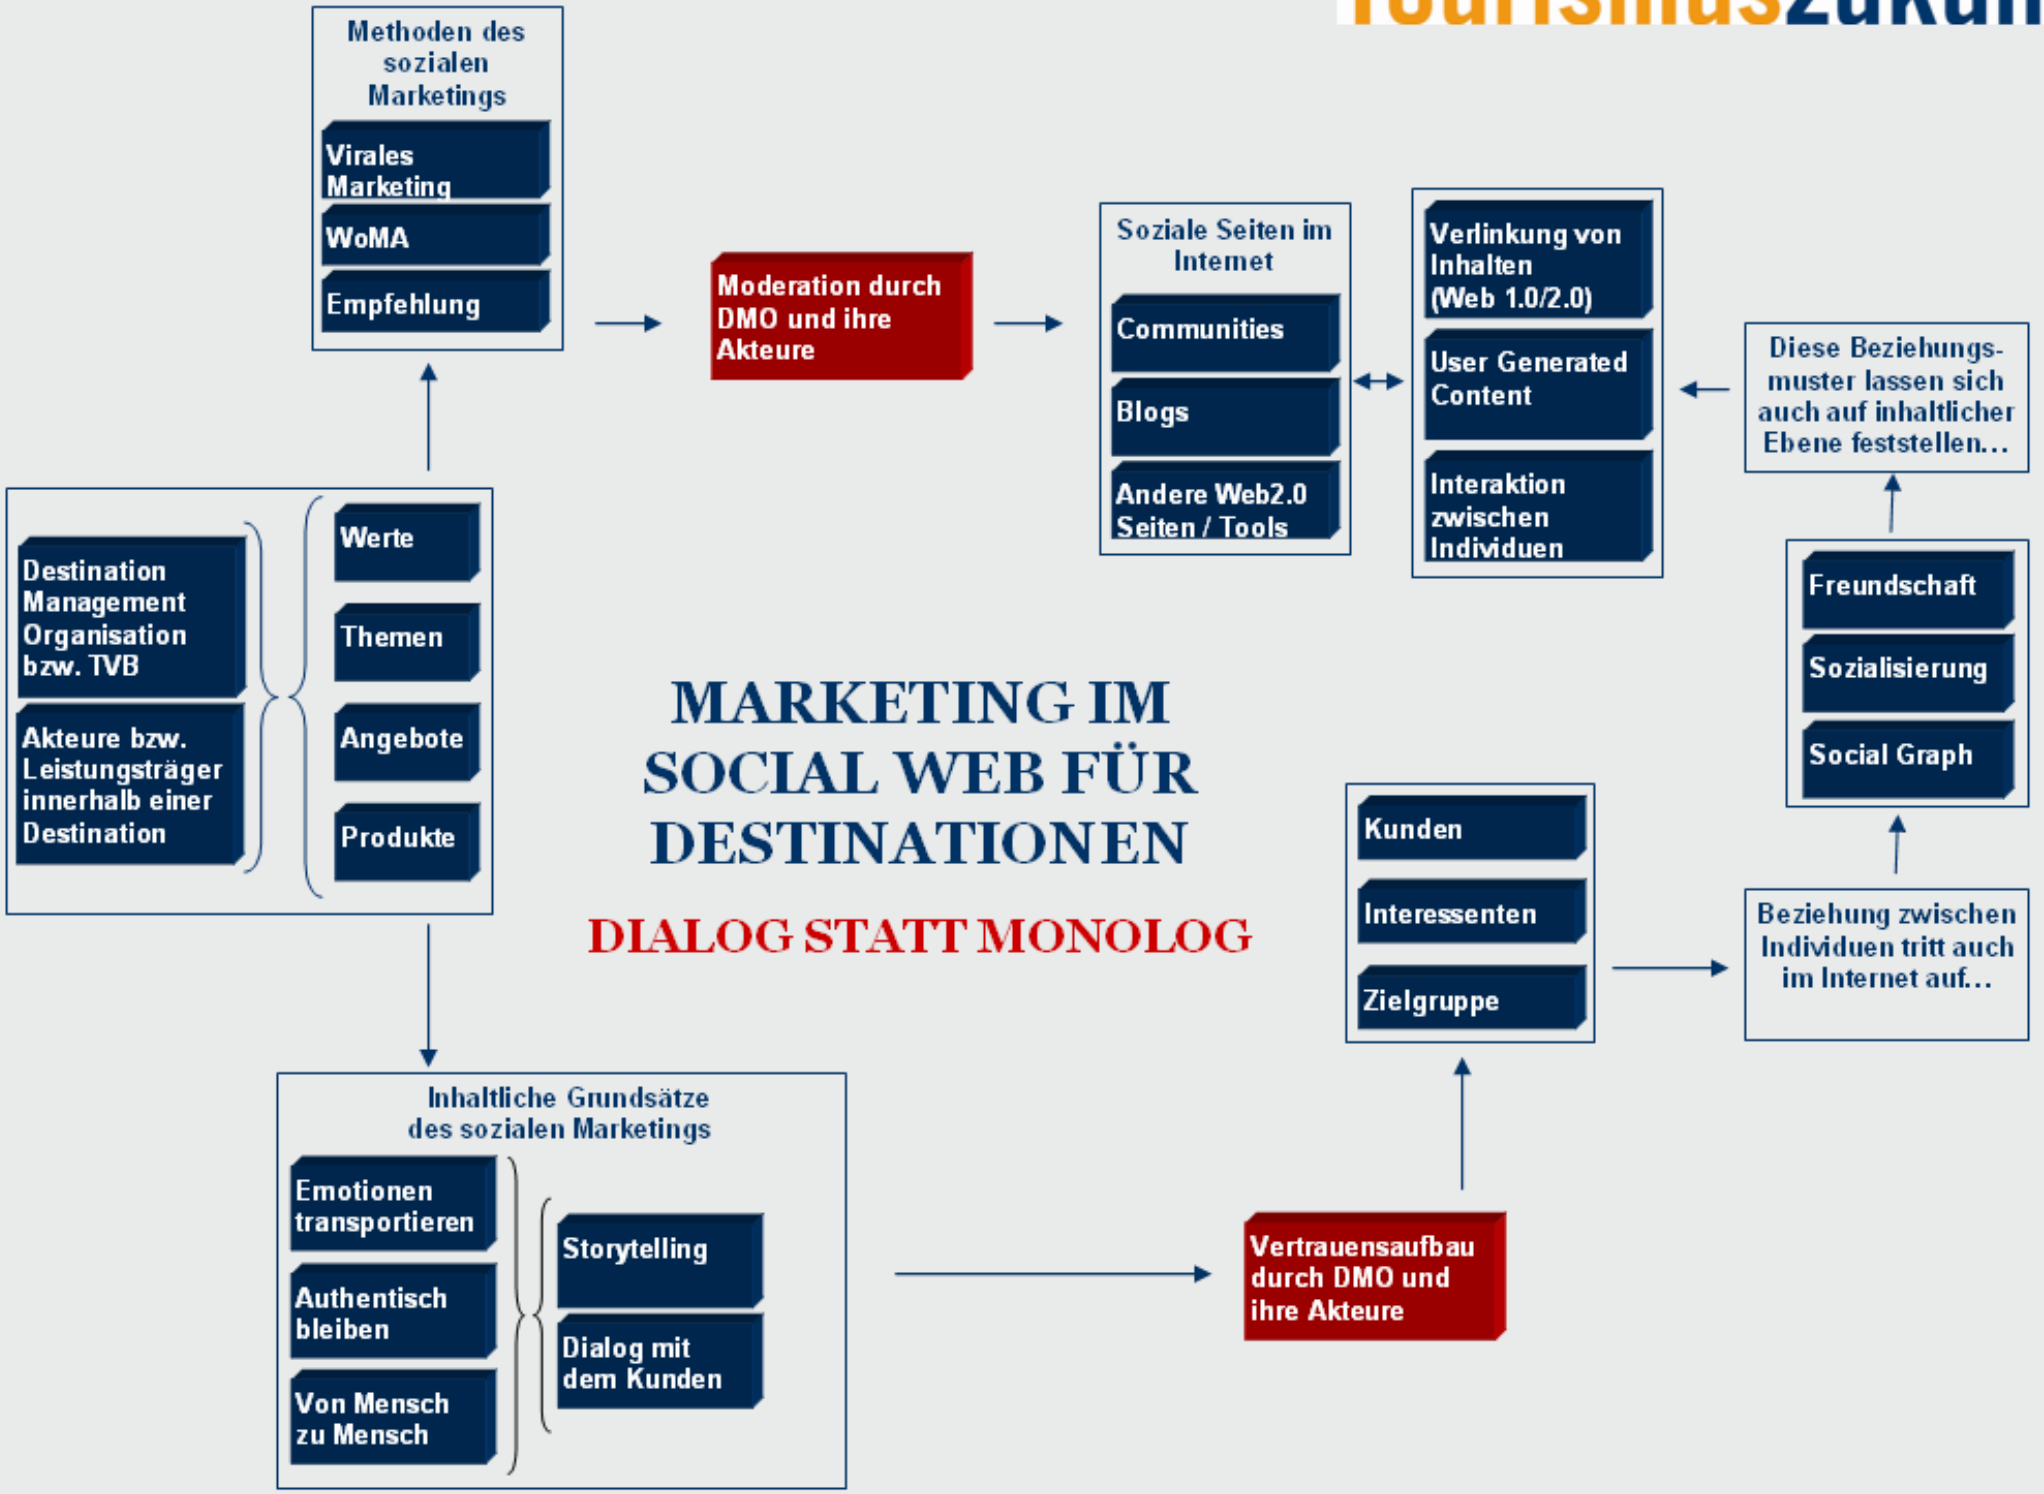 Methoden des
sozialen
Marketings
Virales
Marketing
WoMA
Empfehlung
Moderation durch
DMO und ihre
Akteure
Soziale Seiten im
Internet
Communities
Blogs
Andere Web2.0
Seiten / Tools
Verlinkung von
Inhalten
(Web 1.0/2.0)
User Generated
Content
Interaktion
zwischen
Individuen
Diese Beziehungs-
muster lassen sich
auch auf inhaltlicher
Ebene feststellen...
Freundschaft
Sozialisierung
Social Graph
Beziehung zwischen
Individuen tritt auch
im Internet auf...
Kunden
Interessenten
Zielgruppe
Destination
Management
Organisation
bzw. TVB
Akteure bzw.
Leistungsträger
innerhalb einer
Destination
Werte
Themen
Angebote
Produkte
MARKETING IM
SOCIAL WEB FÜR
DESTINATIONEN
DIALOG STATT MONOLOG
Inhaltliche Grundsätze
des sozialen Marketings
Emotionen
transportieren
Authentisch
bleiben
Von Mensch
zu Mensch
Storytelling
Dialog mit
dem Kunden
Vertrauensaufbau
durch DMO und
ihre Akteure